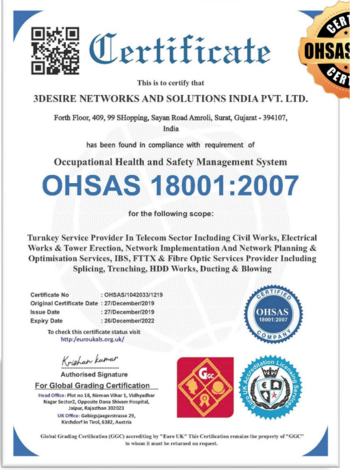 Certificate
CERT
OHSAS
CERT
This is to certify that
3DESIRE NETWORKS AND SOLUTIONS INDIA PVT. LTD.
Forth Floor, 409, 99 SHopping, Sayan Road Amroli, Surat, Gujarat - 394107,
India
has been found in compliance with requirement of
Occupational Health and Safety Management System
OHSAS 18001:2007
for the following scope:
Turnkey Service Provider In Telecom Sector Including Civil Works, Electrical
Works & Tower Erection, Network Implementation And Network Planning &
Optimisation Services, IBS, FTTX & Fibre Optic Services Provider Including
Splicing, Trenching, HDD Works, Ducting & Blowing
Certificate No : OHSAS/1042033/1219
Original Certificate Date : 27/December/2019
Issue Date : 27/December/2019
Expiry Date : 26/December/2022
To check this certificate status visit
http:/euroukab.org.uk/
Krishan kumar
Authorised Signature
For Global Grading Certification
Head Office: Plot no 18, Nirman Vihar 1, Vidhyadhar
Nagar Sector2, Opposite Dana Shivam Hospital,
Jaipur, Rajasthan 302023
UK Office: Gabingsjaugerstrasse 29,
Kirchdorf In Tirol, 6382, Austria
CERTIFIED
OHSAS
18001:2007
COMPANY
GGC
Global Grading Certification (GGC) accrediting by "Euro UK" This Certification remains the property of "GGC"
to whom it must be returned on request.